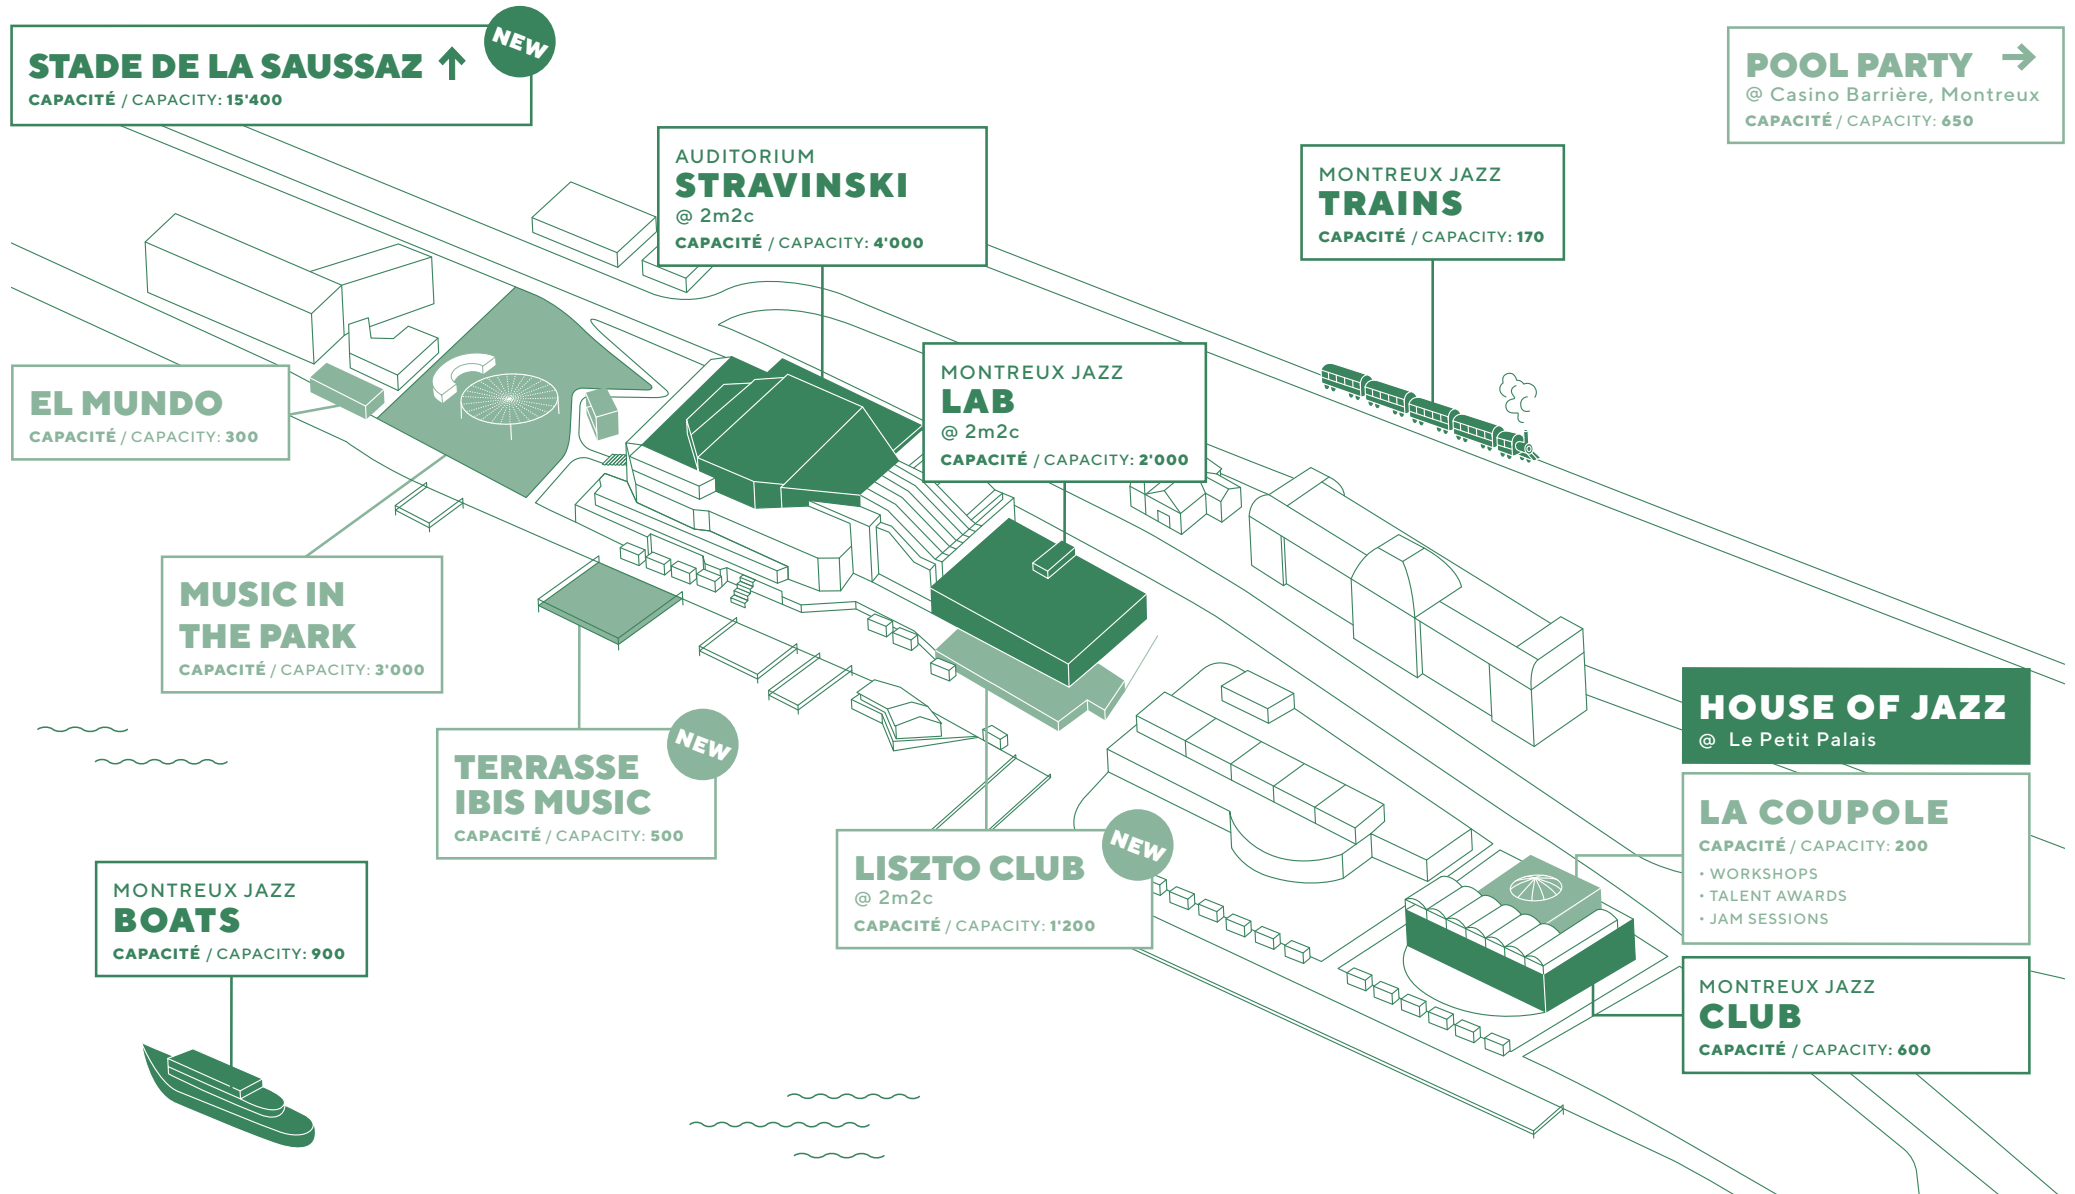 STADE DE LA SAUSSAZ ↑
NEW
CAPACITÉ / CAPACITY: 15'400
POOL PARTY →
@ Casino Barrière, Montreux
CAPACITÉ / CAPACITY: 650
AUDITORIUM
STRAVINSKI
@ 2m2c
CAPACITÉ / CAPACITY: 4'000
MONTREUX JAZZ
TRAINS
CAPACITÉ / CAPACITY: 170
EL MUNDO
CAPACITÉ / CAPACITY: 300
MONTREUX JAZZ
LAB
@ 2m2c
CAPACITÉ / CAPACITY: 2'000
MUSIC IN
THE PARK
CAPACITÉ / CAPACITY: 3'000
TERRASSE
IBIS MUSIC
NEW
CAPACITÉ / CAPACITY: 500
HOUSE OF JAZZ
@ Le Petit Palais
LA COUPOLE
CAPACITÉ / CAPACITY: 200
• WORKSHOPS
• TALENT AWARDS
• JAM SESSIONS
LISZTO CLUB
NEW
@ 2m2c
CAPACITÉ / CAPACITY: 1'200
MONTREUX JAZZ
BOATS
CAPACITÉ / CAPACITY: 900
MONTREUX JAZZ
CLUB
CAPACITÉ / CAPACITY: 600